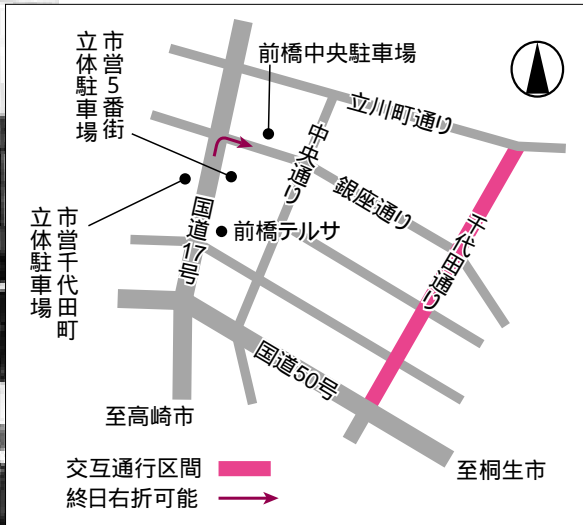 市営5番街
立体駐車場
前橋中央駐車場
立川町通り
中央通り
銀座通り
千代田通り
市営千代田町
立体駐車場
国道17号
前橋テルサ
国道50号
至高崎市
至桐生市
交互通行区間
終日右折可能